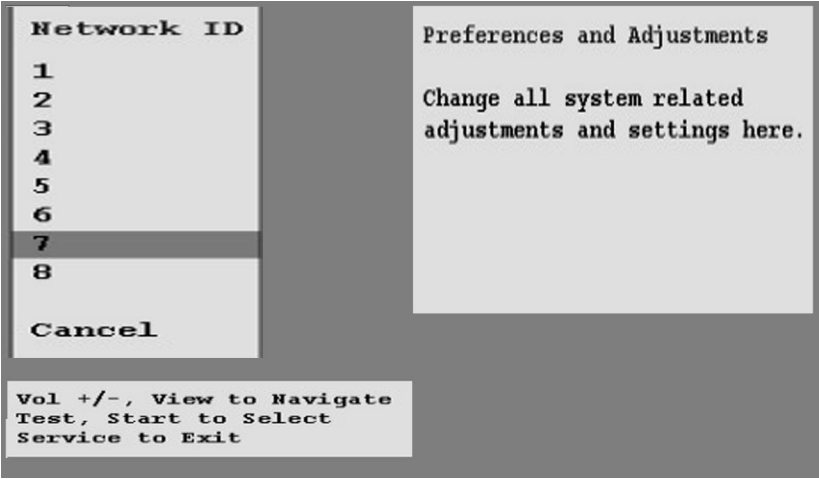 Network ID
1
2
3
4
5
6
7
8
Cancel
Preferences and Adjustments
Change all system related
adjustments and settings here.
Vol +/-, View to Navigate
Test, Start to Select
Service to Exit